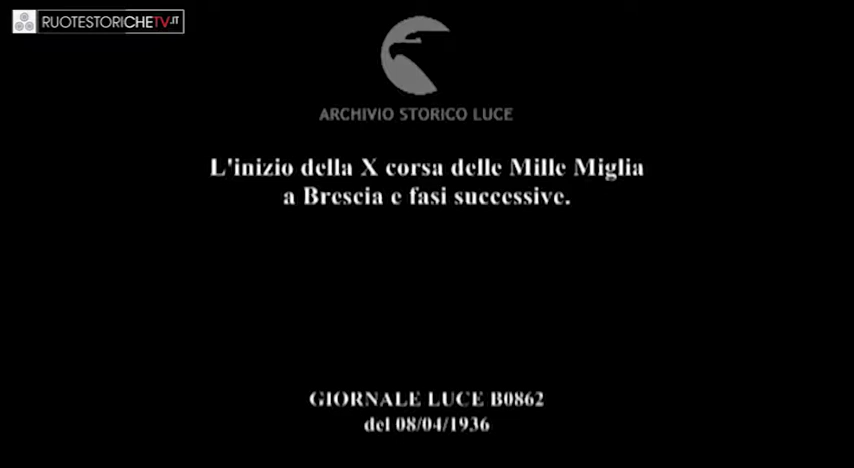 RUOTESTORICHETV.IT
ARCHIVIO STORICO LUCE
L'inizio della X corsa delle Mille Miglia
a Brescia e fasi successive.
GIORNALE LUCE B0862
del 08/04/1936